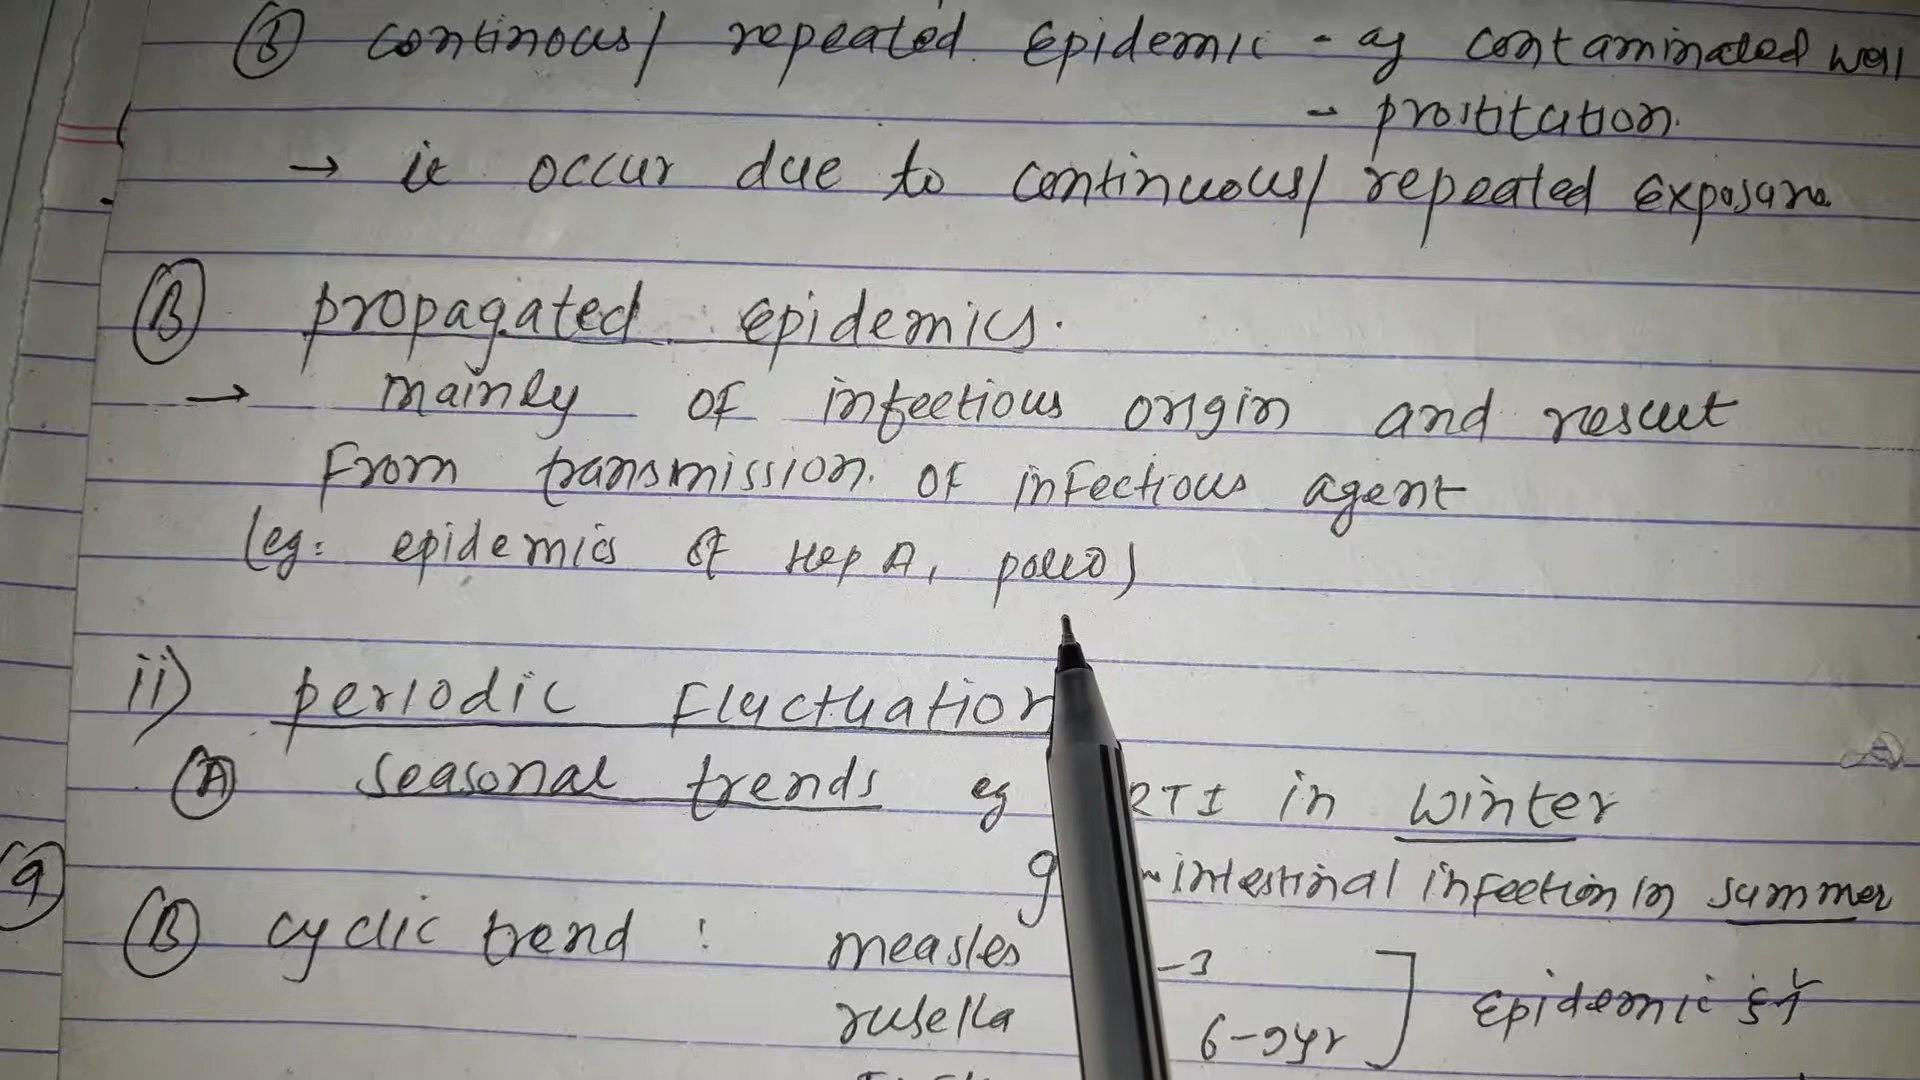 B continous/ repeated Epidemic - eg contaminated well
- prostitution.
→ it occur due to continuous/ repeated exposure
B propagated epidemics.
→ mainly of infectious origin and result
From transmission of infectious agent
(eg: epidemics of Hep A, polio)
ii) periodic Fluctuation
A seasonal trends eg RTI in winter
intestinal infection in summer
9
B cyclic trend : measles -3
rubella 6-9yr ] Epidemic